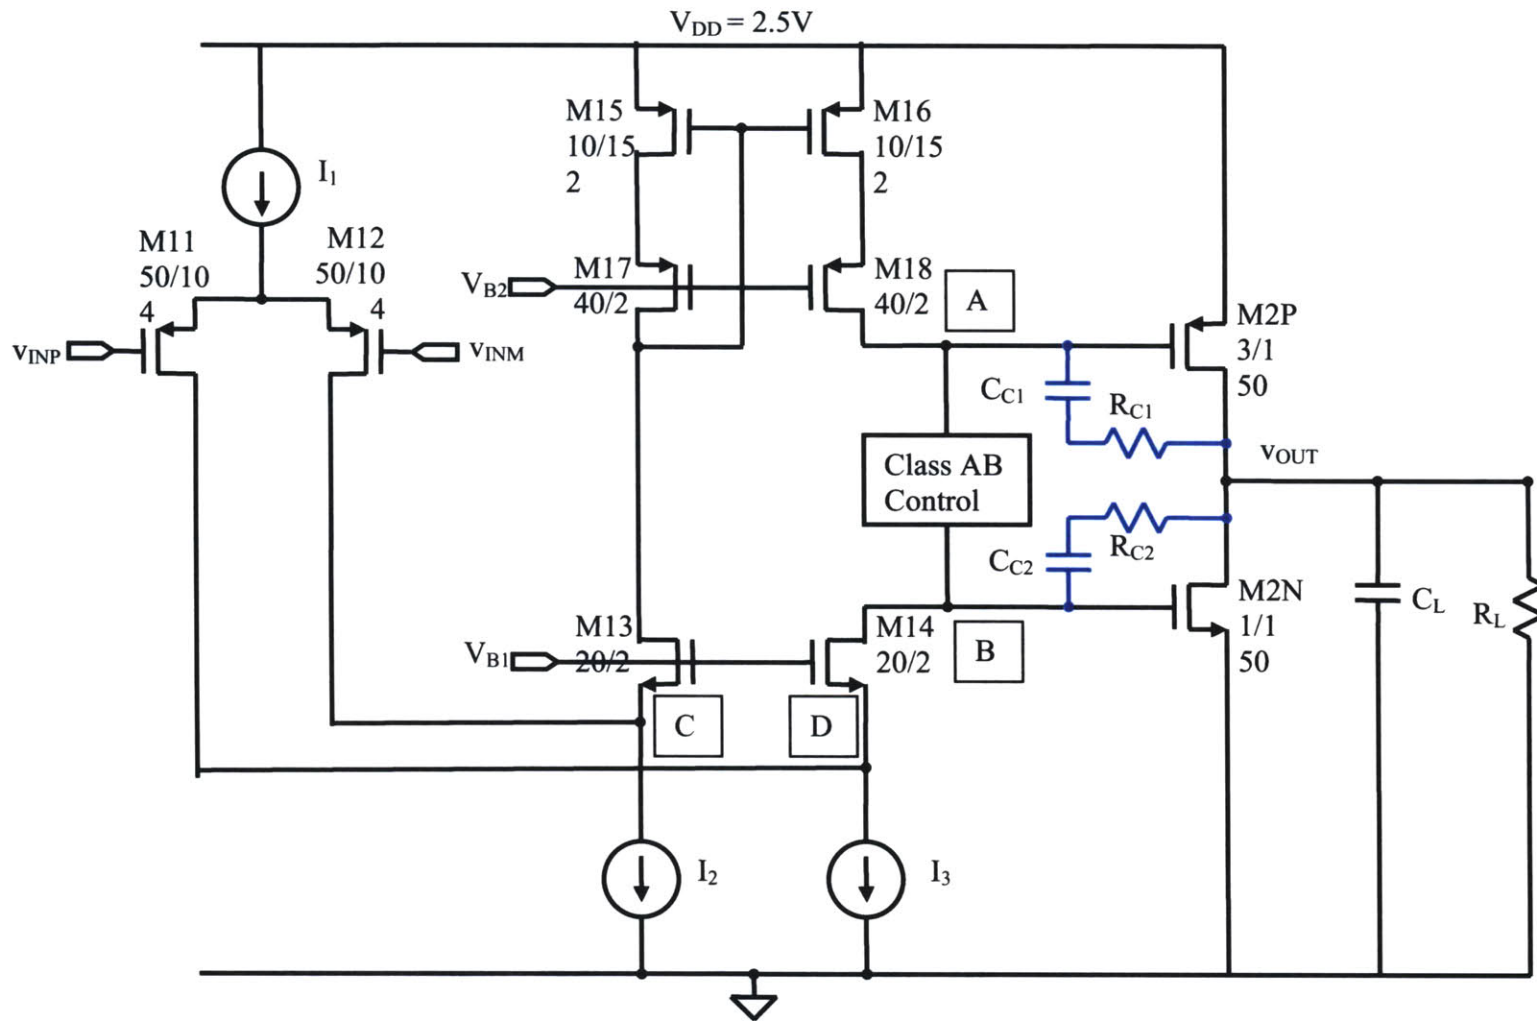 V_DD = 2.5V
M15
10/15
2
M16
10/15
2
I_1
M11
50/10
4
M12
50/10
4
V_B2
M17
40/2
M18
40/2
A
M2P
3/1
50
v_INP
v_INM
C_C1
R_C1
Class AB
Control
v_OUT
C_C2
R_C2
M2N
1/1
50
C_L
R_L
V_B1
M13
20/2
M14
20/2
B
C
D
I_2
I_3